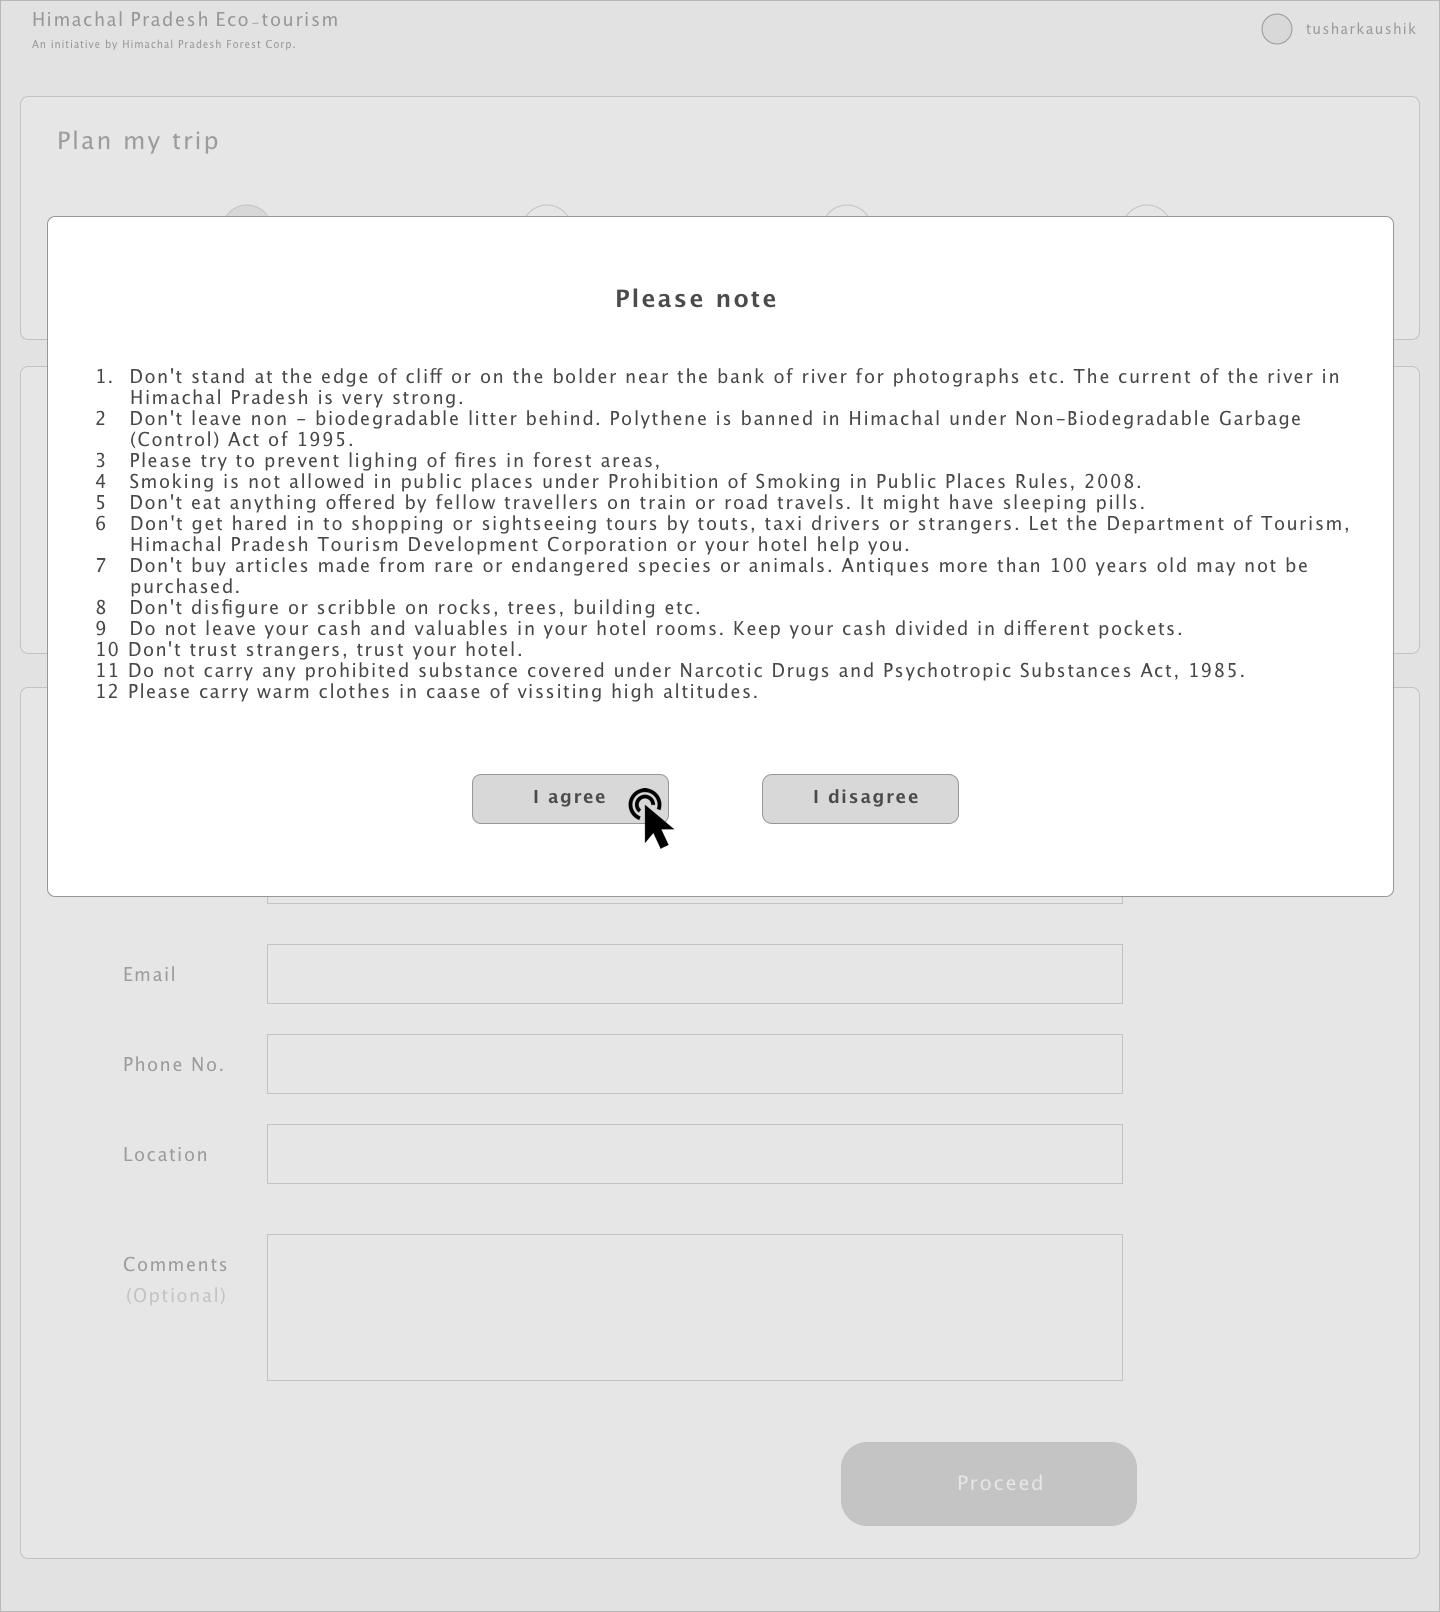 Himachal Pradesh Eco-tourism
An initiative by Himachal Pradesh Forest Corp.
tusharkaushik
Plan my trip
Please note
1. Don't stand at the edge of cliff or on the bolder near the bank of river for photographs etc. The current of the river in
Himachal Pradesh is very strong.
2 Don't leave non - biodegradable litter behind. Polythene is banned in Himachal under Non-Biodegradable Garbage
(Control) Act of 1995.
3 Please try to prevent lighing of fires in forest areas,
4 Smoking is not allowed in public places under Prohibition of Smoking in Public Places Rules, 2008.
5 Don't eat anything offered by fellow travellers on train or road travels. It might have sleeping pills.
6 Don't get hared in to shopping or sightseeing tours by touts, taxi drivers or strangers. Let the Department of Tourism,
Himachal Pradesh Tourism Development Corporation or your hotel help you.
7 Don't buy articles made from rare or endangered species or animals. Antiques more than 100 years old may not be
purchased.
8 Don't disfigure or scribble on rocks, trees, building etc.
9 Do not leave your cash and valuables in your hotel rooms. Keep your cash divided in different pockets.
10 Don't trust strangers, trust your hotel.
11 Do not carry any prohibited substance covered under Narcotic Drugs and Psychotropic Substances Act, 1985.
12 Please carry warm clothes in caase of vissiting high altitudes.
I agree
I disagree
Email
Phone No.
Location
Comments
(Optional)
Proceed